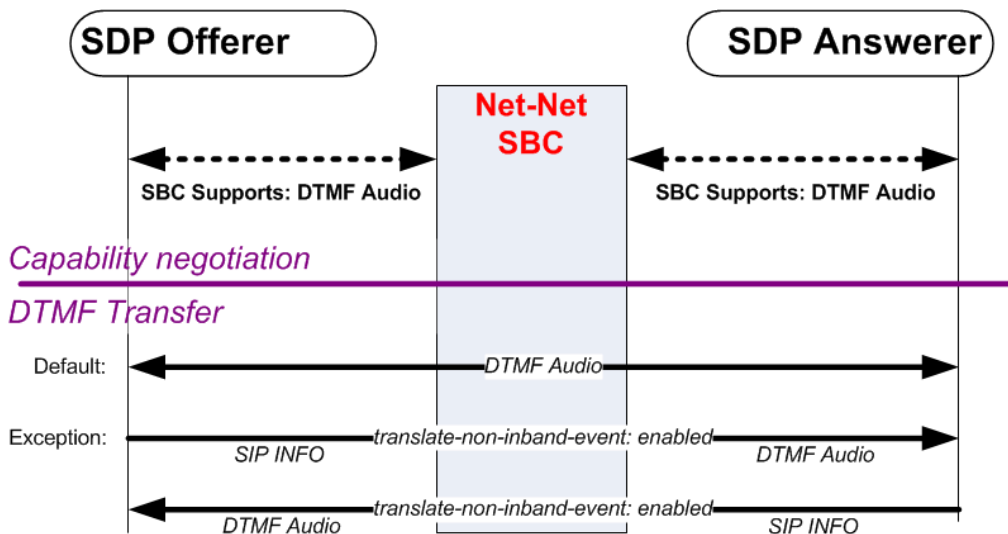 SDP Offerer
SDP Answerer
Net-Net
SBC
SBC Supports: DTMF Audio
SBC Supports: DTMF Audio
Capability negotiation
DTMF Transfer
Default:
DTMF Audio
Exception:
translate-non-inband-event: enabled
SIP INFO
DTMF Audio
translate-non-inband-event: enabled
DTMF Audio
SIP INFO